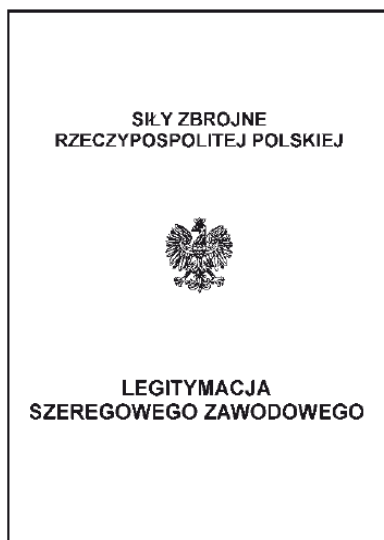 SIŁY ZBROJNE
RZECZYPOSPOLITEJ POLSKIEJ
LEGITYMACJA
SZEREGOWEGO ZAWODOWEGO